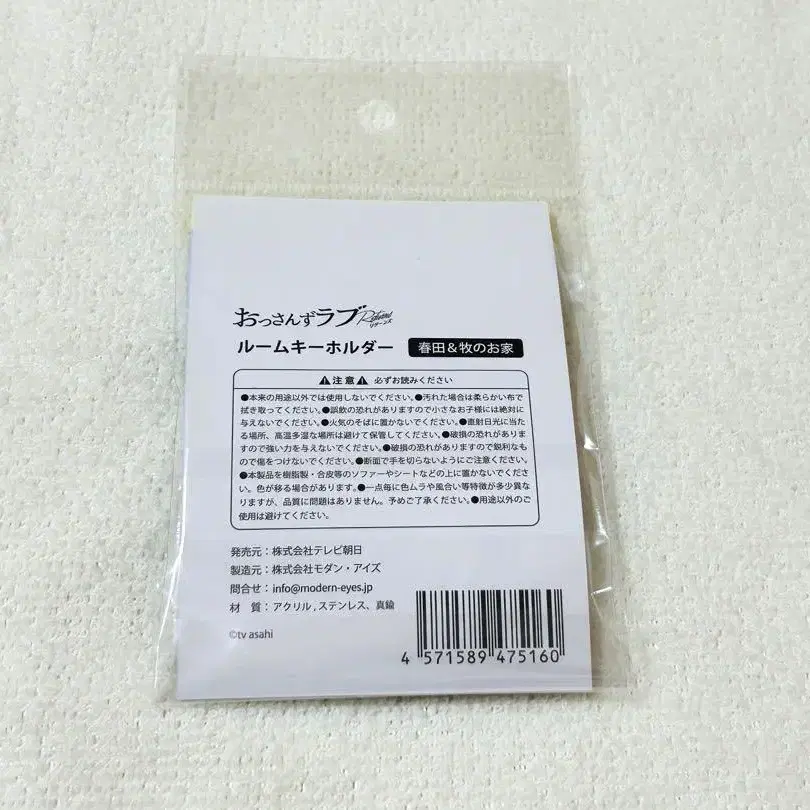 おっさんずラブ Returns
リターンズ
ルームキーホルダー 春田&牧のお家
⚠注意⚠ 必ずお読みください
●本来の用途以外では使用しないでください。●汚れた場合は柔らかい布で
拭き取ってください。●誤飲の恐れがありますので小さなお子様には絶対に
与えないでください。●火気のそばに置かないでください。●直射日光に当た
る場所、高温多湿な場所は避けて保管してください。●破損の恐れがありま
すので強い力を与えないでください。●破損の恐れがありますので鋭利なも
ので傷をつけないでください。●断面で手を切らないようにご注意ください。
●本製品を樹脂製・合皮等のソファーやシートなどの上に置かないでくださ
い。色が移る場合があります。●一点毎に色ムラや風合い等特徴が多少異な
りますが、品質に問題はありません。予めご了承ください。●用途以外のご
使用は避けてください。
発売元：株式会社テレビ朝日
製造元：株式会社モダン・アイズ
問合せ：info@modern-eyes.jp
材　質：アクリル,ステンレス、真鍮
©tv asahi
4 571589 475160